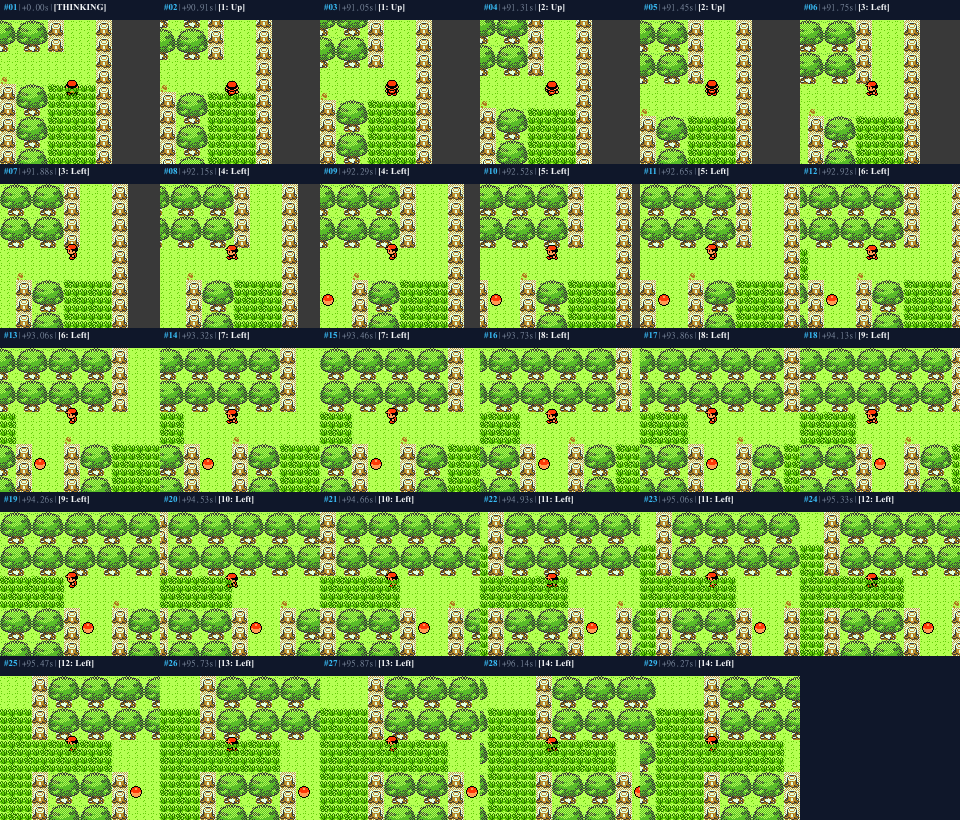 #01|+0.00s|[THINKING] #02|+90.91s|[1: Up] #03|+91.05s|[1: Up] #04|+91.31s|[2: Up] #05|+91.45s|[2: Up] #06|+91.75s|[3: Left]
#07|+91.88s|[3: Left] #08|+92.15s|[4: Left] #09|+92.29s|[4: Left] #10|+92.52s|[5: Left] #11|+92.65s|[5: Left] #12|+92.92s|[6: Left]
#13|+93.06s|[6: Left] #14|+93.32s|[7: Left] #15|+93.46s|[7: Left] #16|+93.73s|[8: Left] #17|+93.86s|[8: Left] #18|+94.13s|[9: Left]
#19|+94.26s|[9: Left] #20|+94.53s|[10: Left] #21|+94.66s|[10: Left] #22|+94.93s|[11: Left] #23|+95.06s|[11: Left] #24|+95.33s|[12: Left]
#25|+95.47s|[12: Left] #26|+95.73s|[13: Left] #27|+95.87s|[13: Left] #28|+96.14s|[14: Left] #29|+96.27s|[14: Left]